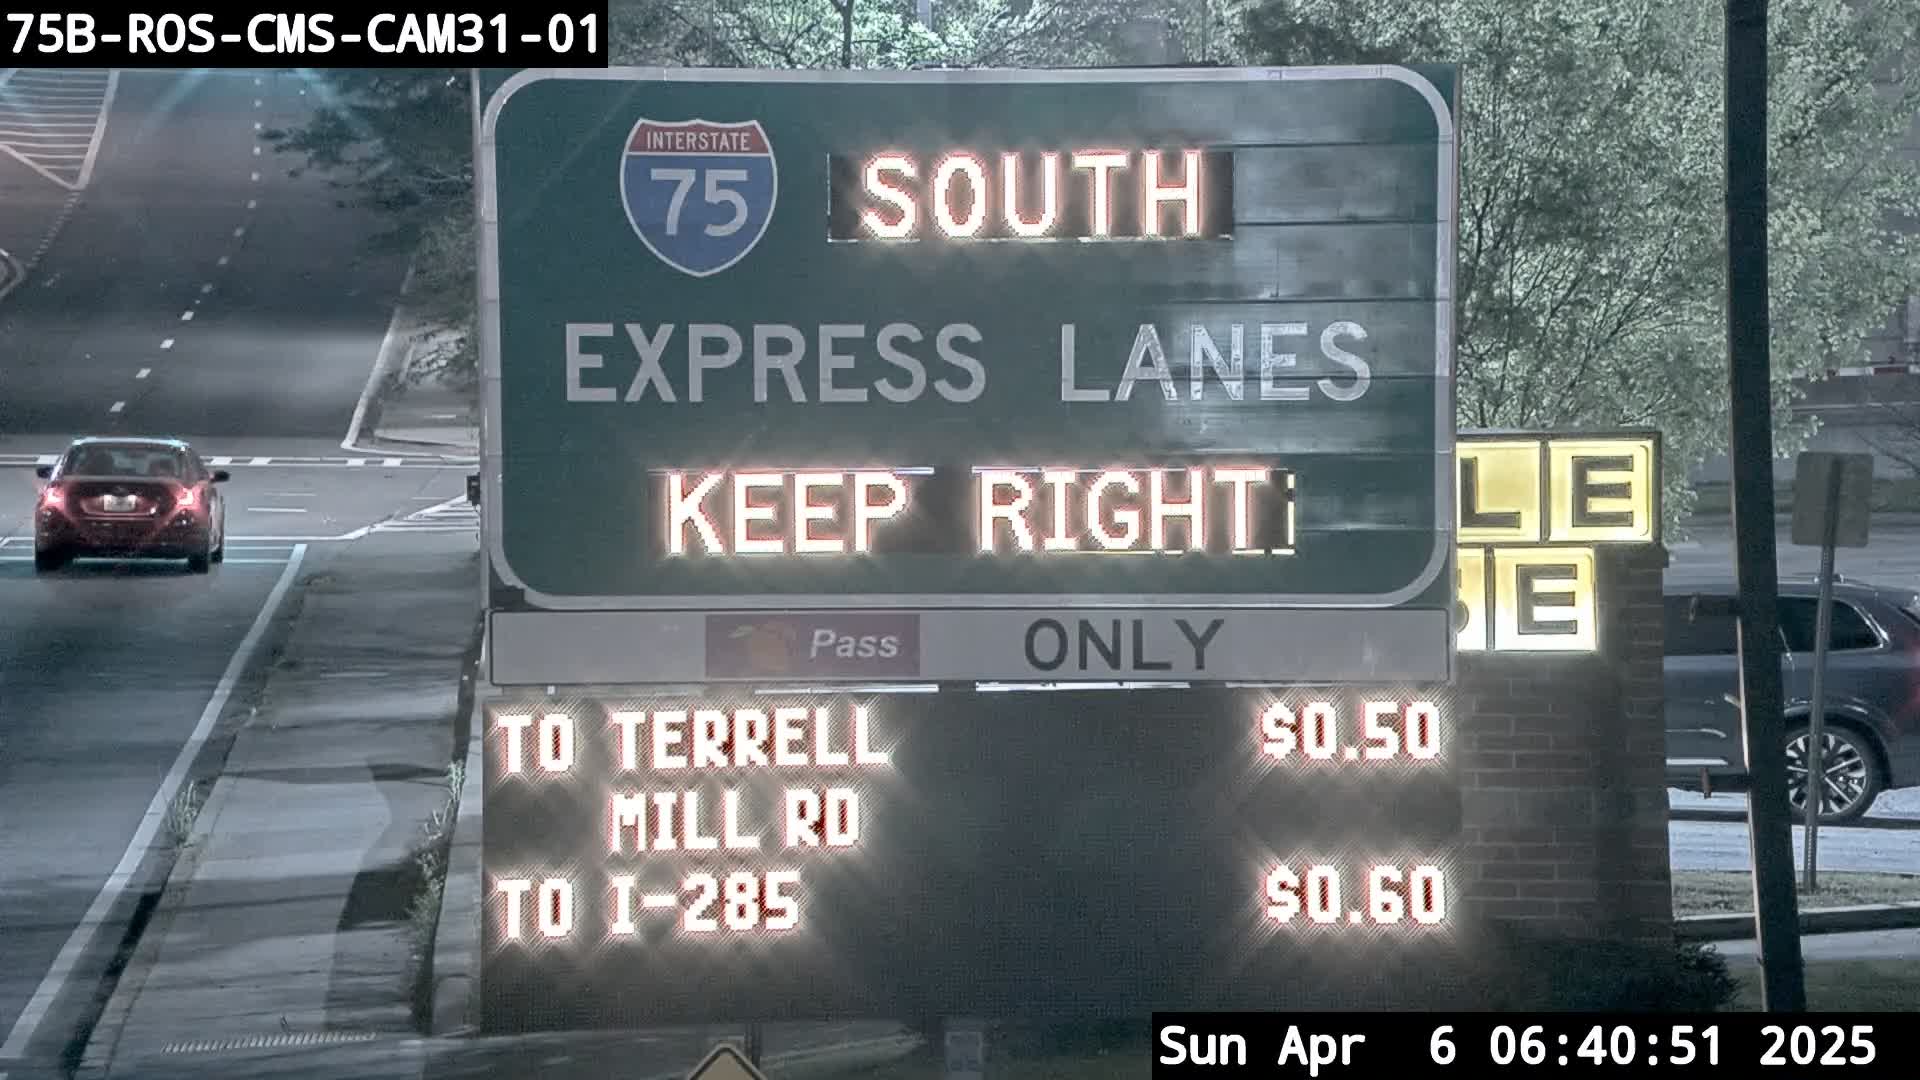 75B-ROS-CMS-CAM31-01
INTERSTATE
75
SOUTH
EXPRESS LANES
KEEP RIGHT
Pass ONLY
TO TERRELL $0.50
MILL RD
TO I-285 $0.60
LE
E
Sun Apr 6 06:40:51 2025